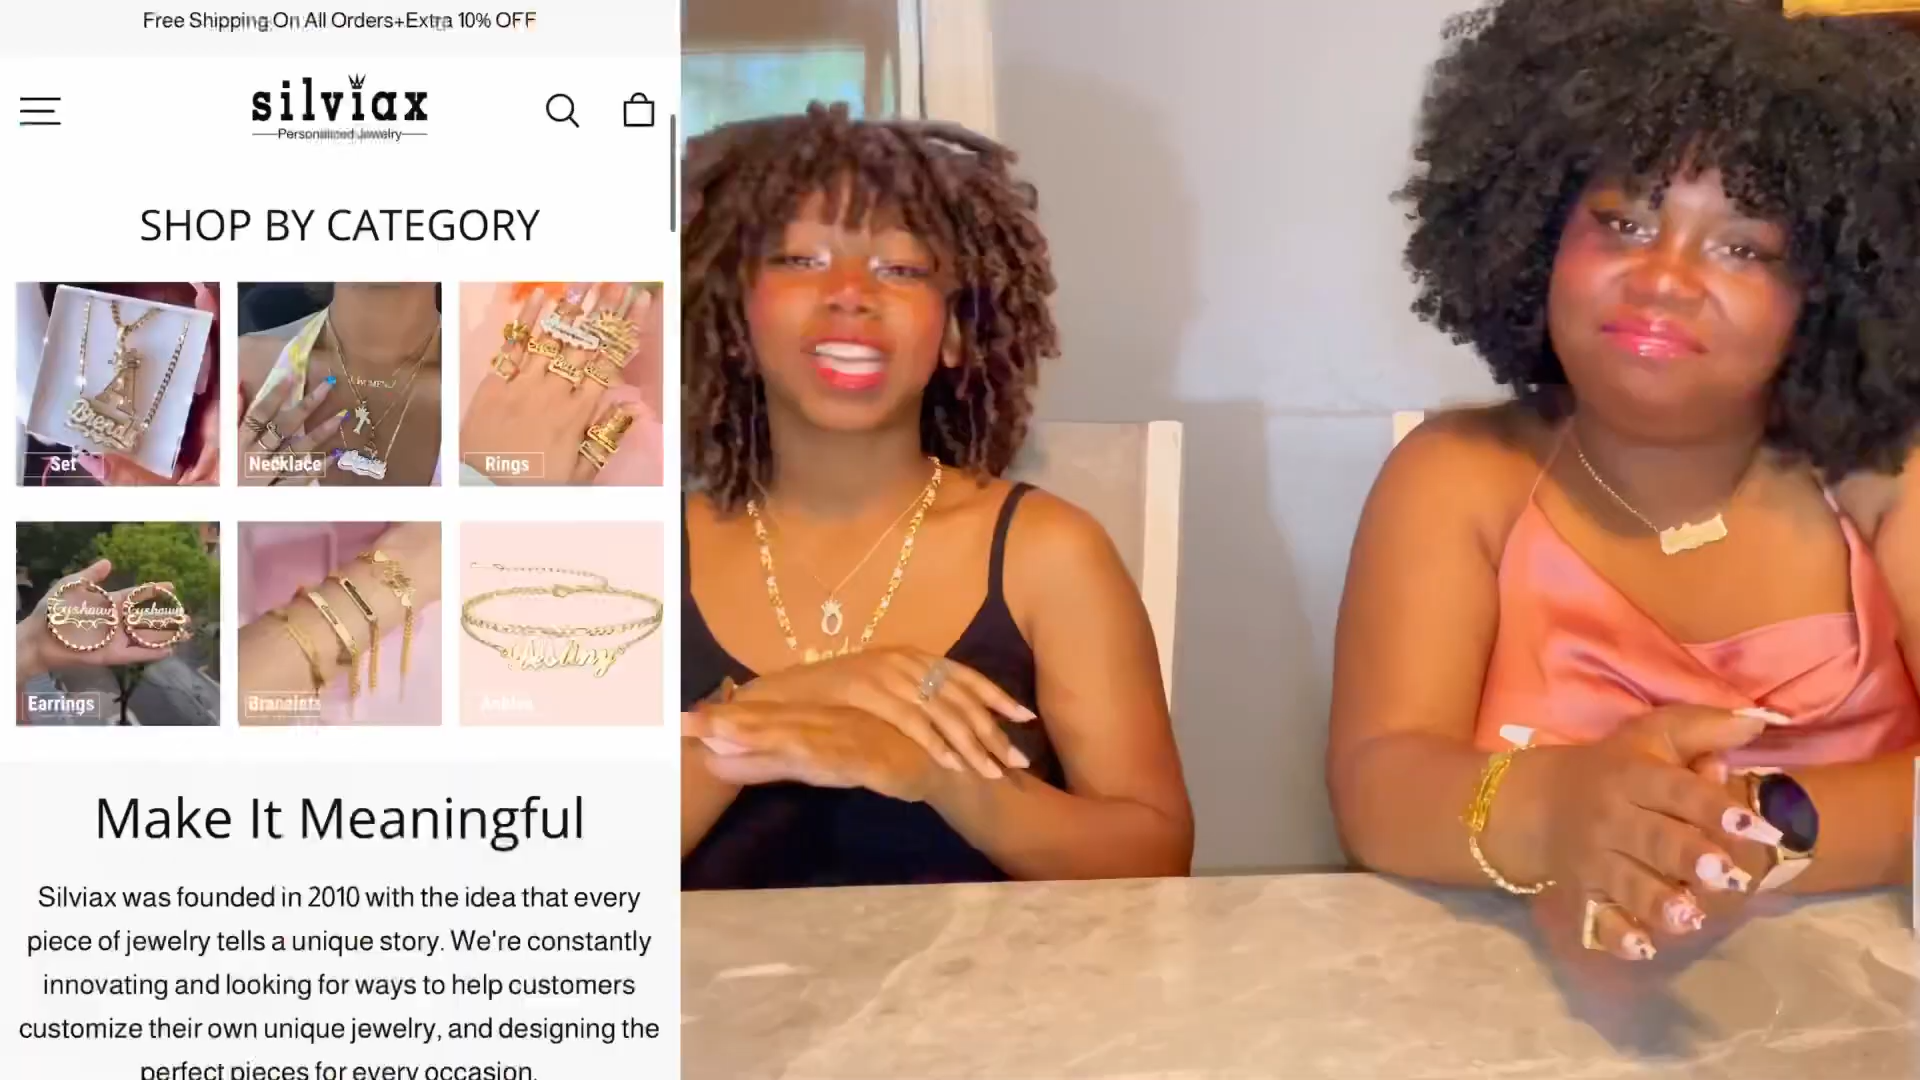 Free Shipping On All Orders+Extra 10% OFF
silviax
Personalized Jewelry
SHOP BY CATEGORY
Set
Necklace
Rings
Earrings
Bracelets
Anklet
Destiny
Make It Meaningful
Silviax was founded in 2010 with the idea that every
piece of jewelry tells a unique story. We're constantly
innovating and looking for ways to help customers
customize their own unique jewelry, and designing the
perfect pieces for every occasion.